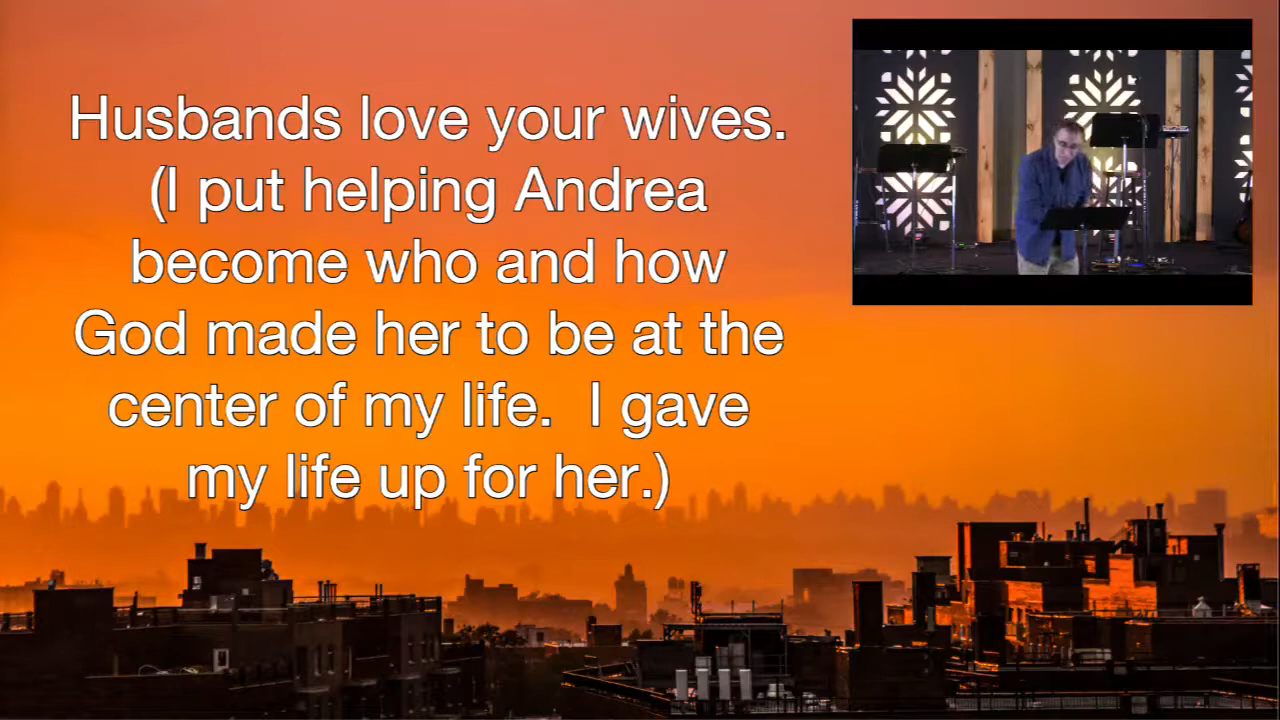 Husbands love your wives.
(I put helping Andrea
become who and how
God made her to be at the
center of my life.  I gave
my life up for her.)